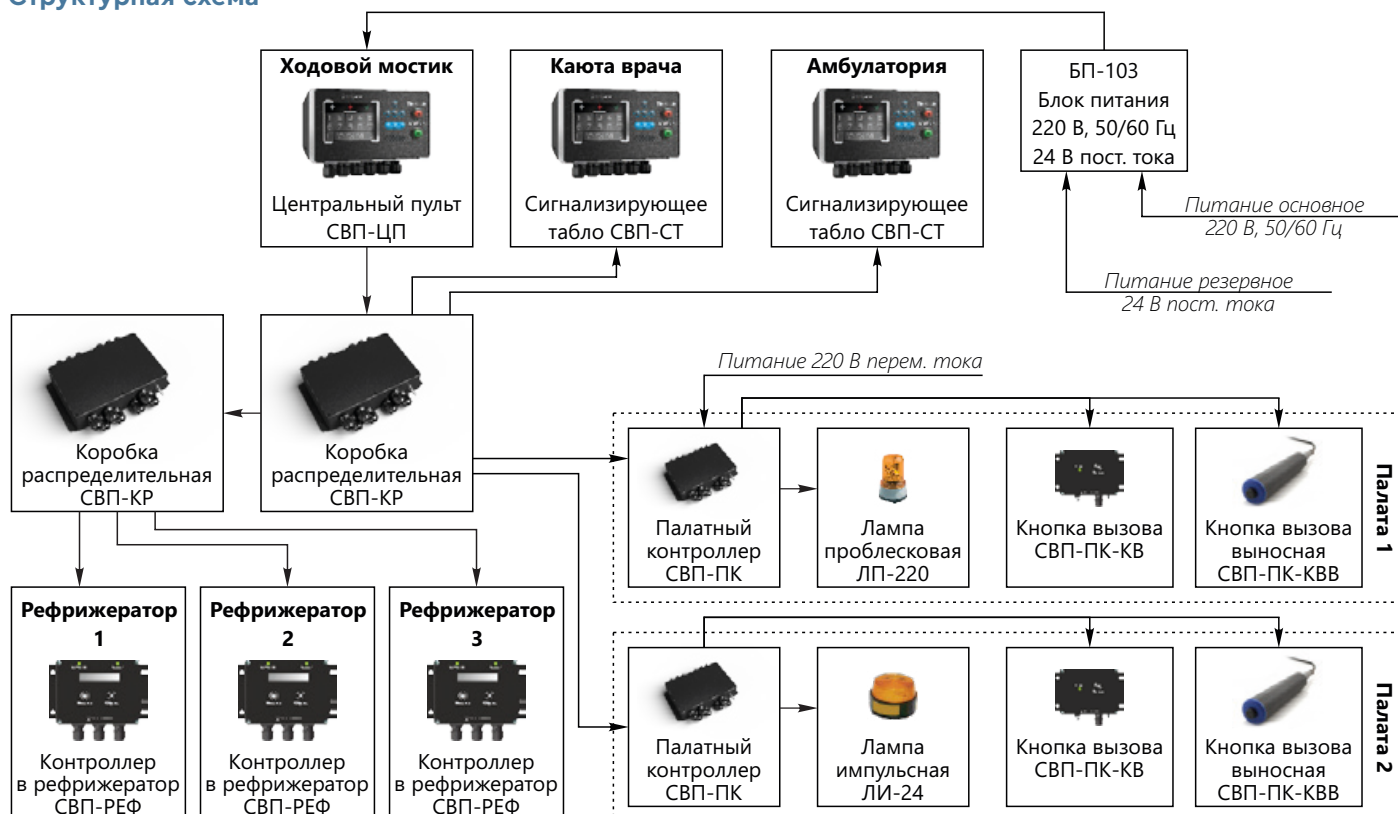 Структурная схема
Ходовой мостик
Центральный пульт
СВП-ЦП
Каюта врача
Сигнализирующее
табло СВП-СТ
Амбулатория
Сигнализирующее
табло СВП-СТ
БП-103
Блок питания
220 В, 50/60 Гц
24 В пост. тока
Питание основное
220 В, 50/60 Гц
Питание резервное
24 В пост. тока
Коробка
распределительная
СВП-КР
Коробка
распределительная
СВП-КР
Питание 220 В перем. тока
Палатный
контроллер
СВП-ПК
Лампа
проблесковая
ЛП-220
Кнопка вызова
СВП-ПК-КВ
Кнопка вызова
выносная
СВП-ПК-КВВ
Палата 1
Рефрижератор
1
Контроллер
в рефрижератор
СВП-РЕФ
Рефрижератор
2
Контроллер
в рефрижератор
СВП-РЕФ
Рефрижератор
3
Контроллер
в рефрижератор
СВП-РЕФ
Палатный
контроллер
СВП-ПК
Лампа
импульсная
ЛИ-24
Кнопка вызова
СВП-ПК-КВ
Кнопка вызова
выносная
СВП-ПК-КВВ
Палата 2